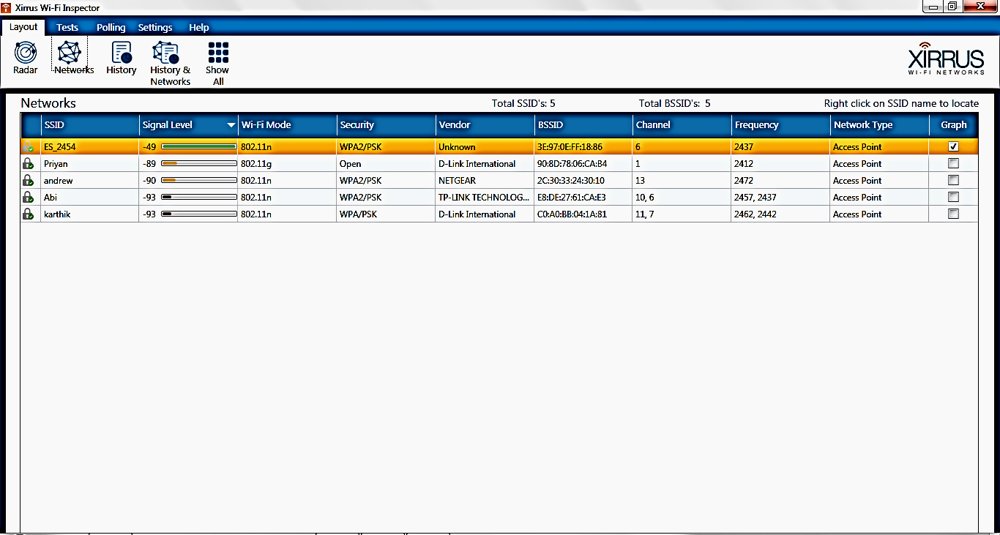 Xirrus Wi-Fi Inspector
Layout Tests Polling Settings Help
Radar Networks History History & Networks Show All
XIRRUS
WI-FI NETWORKS
Networks Total SSID's: 5 Total BSSID's: 5 Right click on SSID name to locate
SSID Signal Level Wi-Fi Mode Security Vendor BSSID Channel Frequency Network Type Graph
ES_2454 -49 802.11n WPA2/PSK Unknown 3E:97:0E:FF:18:86 6 2437 Access Point
Priyan -89 802.11g Open D-Link International 90:8D:78:06:CA:B4 1 2412 Access Point
andrew -90 802.11n WPA2/PSK NETGEAR 2C:30:33:24:30:10 13 2472 Access Point
Abi -93 802.11n WPA2/PSK TP-LINK TECHNOLOG... E8:DE:27:61:CA:E3 10, 6 2457, 2437 Access Point
karthik -93 802.11n WPA/PSK D-Link International C0:A0:BB:04:1A:81 11, 7 2462, 2442 Access Point